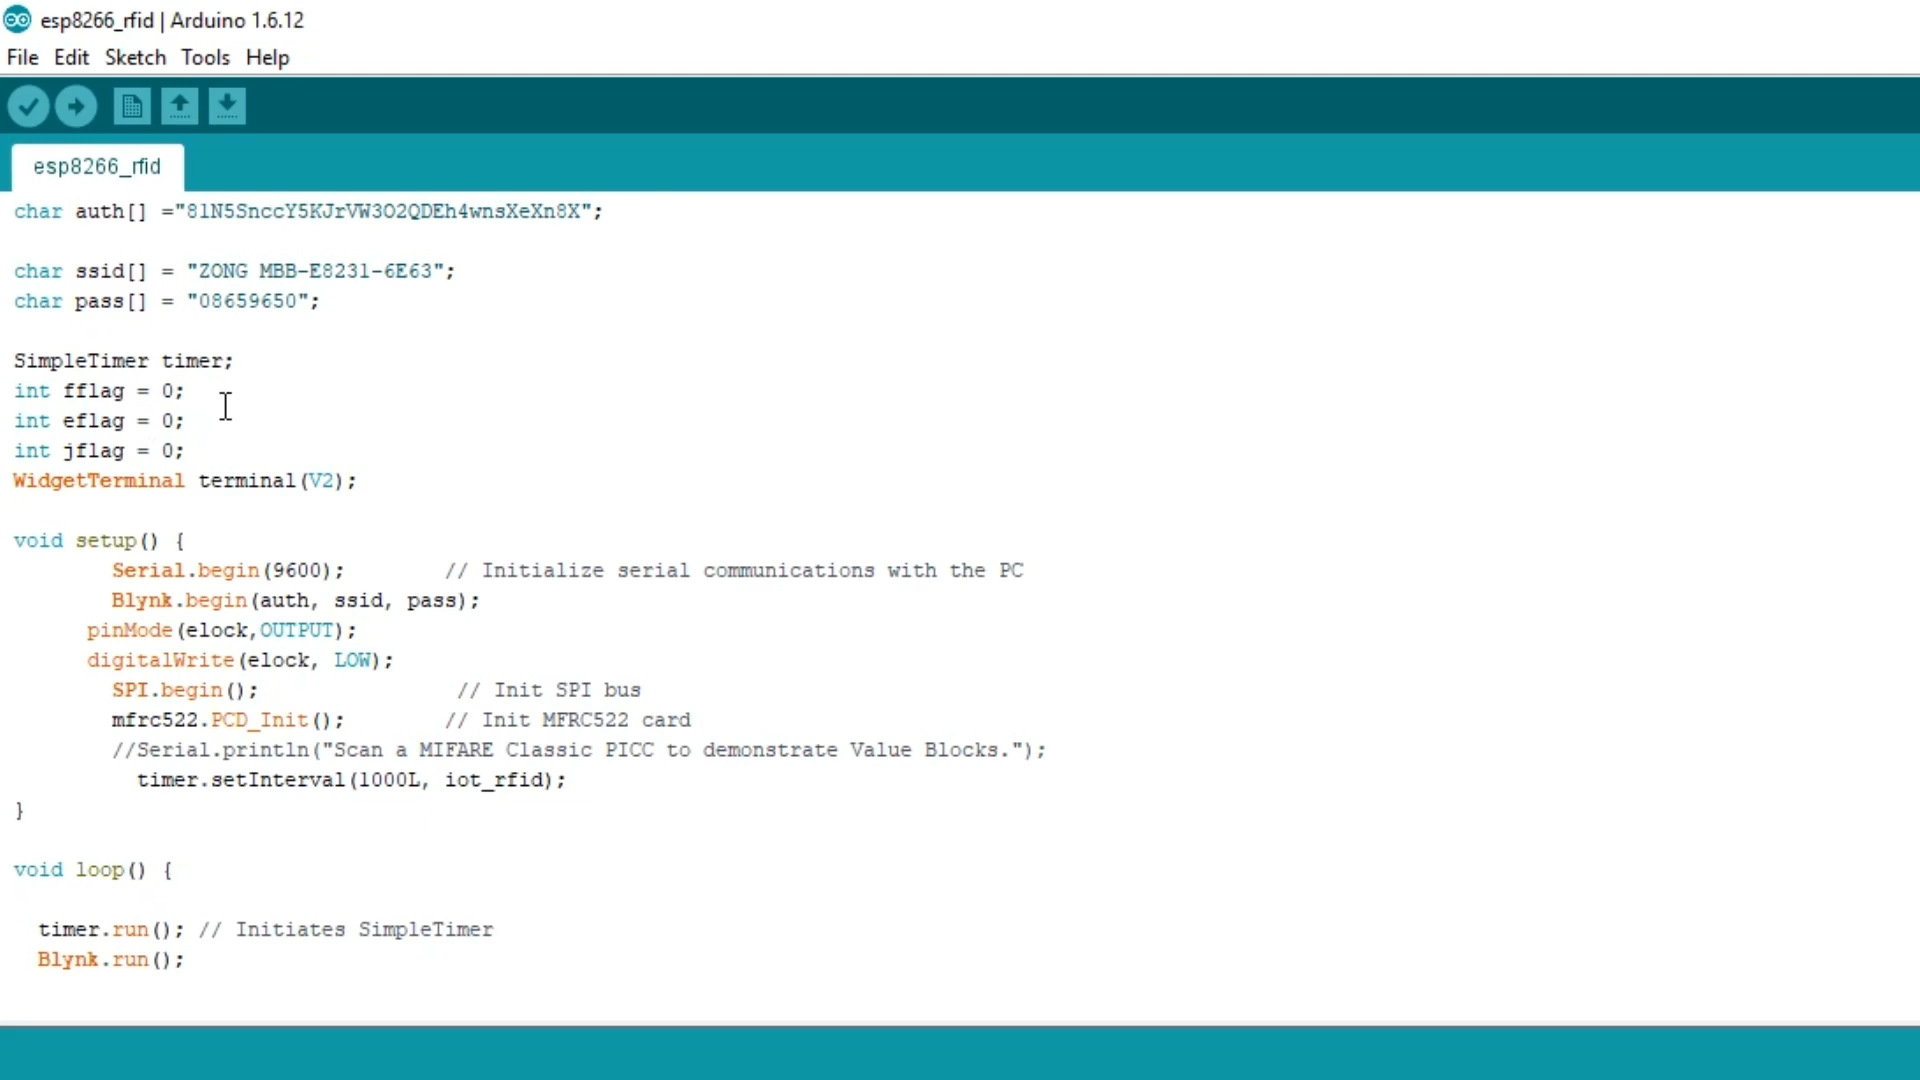 esp8266_rfid | Arduino 1.6.12
File Edit Sketch Tools Help
esp8266_rfid
char auth[] ="81N5SnccY5KJrVW3O2QDEh4wnsXeXn8X";
char ssid[] = "ZONG MBB-E8231-6E63";
char pass[] = "08659650";
SimpleTimer timer;
int fflag = 0;
int eflag = 0;
int jflag = 0;
WidgetTerminal terminal(V2);
void setup() {
Serial.begin(9600); // Initialize serial communications with the PC
Blynk.begin(auth, ssid, pass);
pinMode(elock,OUTPUT);
digitalWrite(elock, LOW);
SPI.begin(); // Init SPI bus
mfrc522.PCD_Init(); // Init MFRC522 card
//Serial.println("Scan a MIFARE Classic PICC to demonstrate Value Blocks.");
timer.setInterval(1000L, iot_rfid);
}
void loop() {
timer.run(); // Initiates SimpleTimer
Blynk.run();